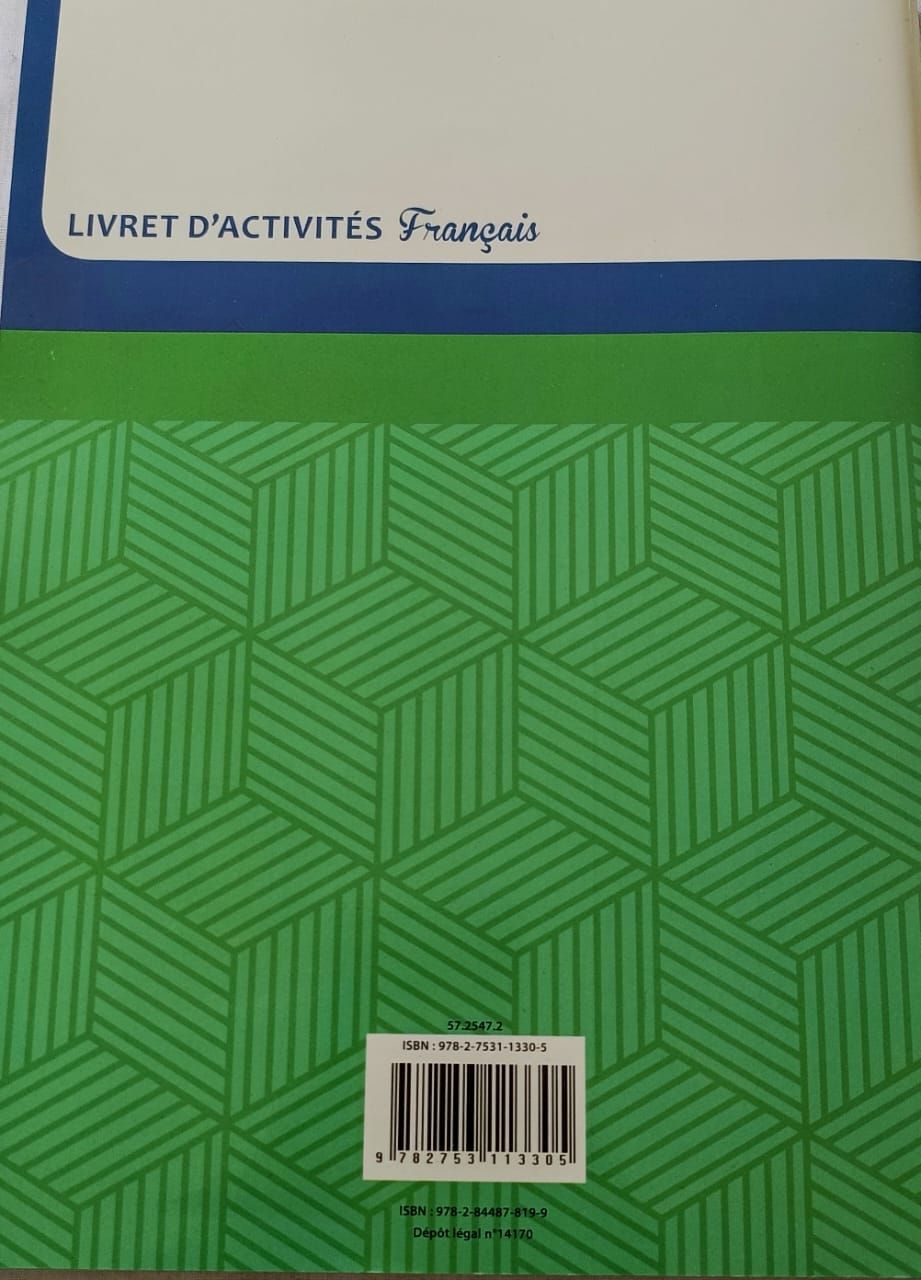 LIVRET D'ACTIVITÉS Français
57.2547.2
ISBN : 978-2-7531-1330-5
9 782753 113305
ISBN : 978-2-84487-819-9
Dépôt légal n°14170